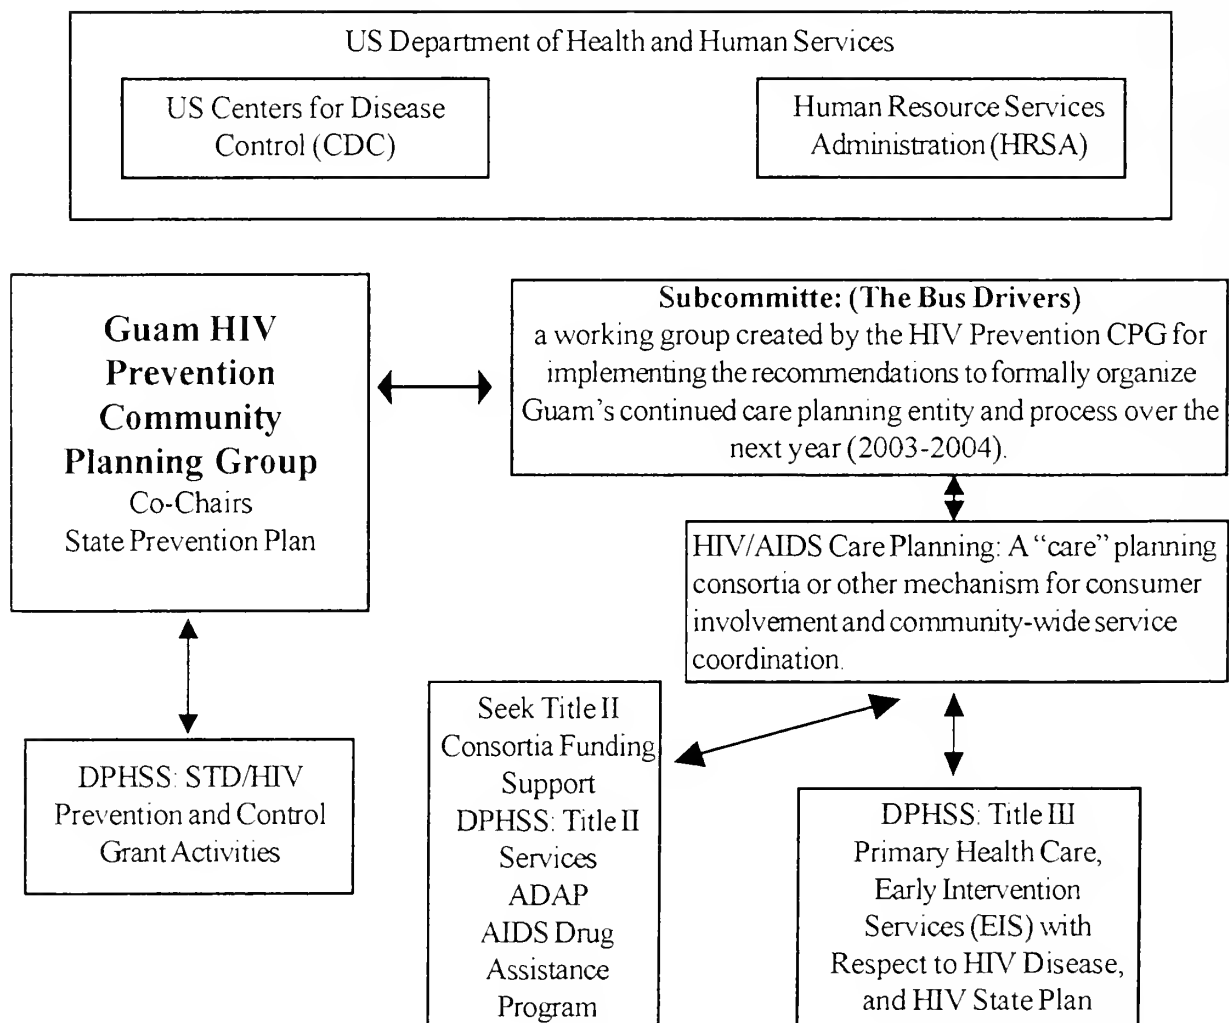 US Department of Health and Human Services
US Centers for Disease
Control (CDC)
Human Resource Services
Administration (HRSA)
Guam HIV
Prevention
Community
Planning Group
Co-Chairs
State Prevention Plan
Subcommitte: (The Bus Drivers)
a working group created by the HIV Prevention CPG for
implementing the recommendations to formally organize
Guam's continued care planning entity and process over the
next year (2003-2004).
HIV/AIDS Care Planning: A "care" planning
consortia or other mechanism for consumer
involvement and community-wide service
coordination.
DPHSS: STD/HIV
Prevention and Control
Grant Activities
Seek Title II
Consortia Funding
Support
DPHSS: Title II
Services
ADAP
AIDS Drug
Assistance
Program
DPHSS: Title III
Primary Health Care,
Early Intervention
Services (EIS) with
Respect to HIV Disease,
and HIV State Plan